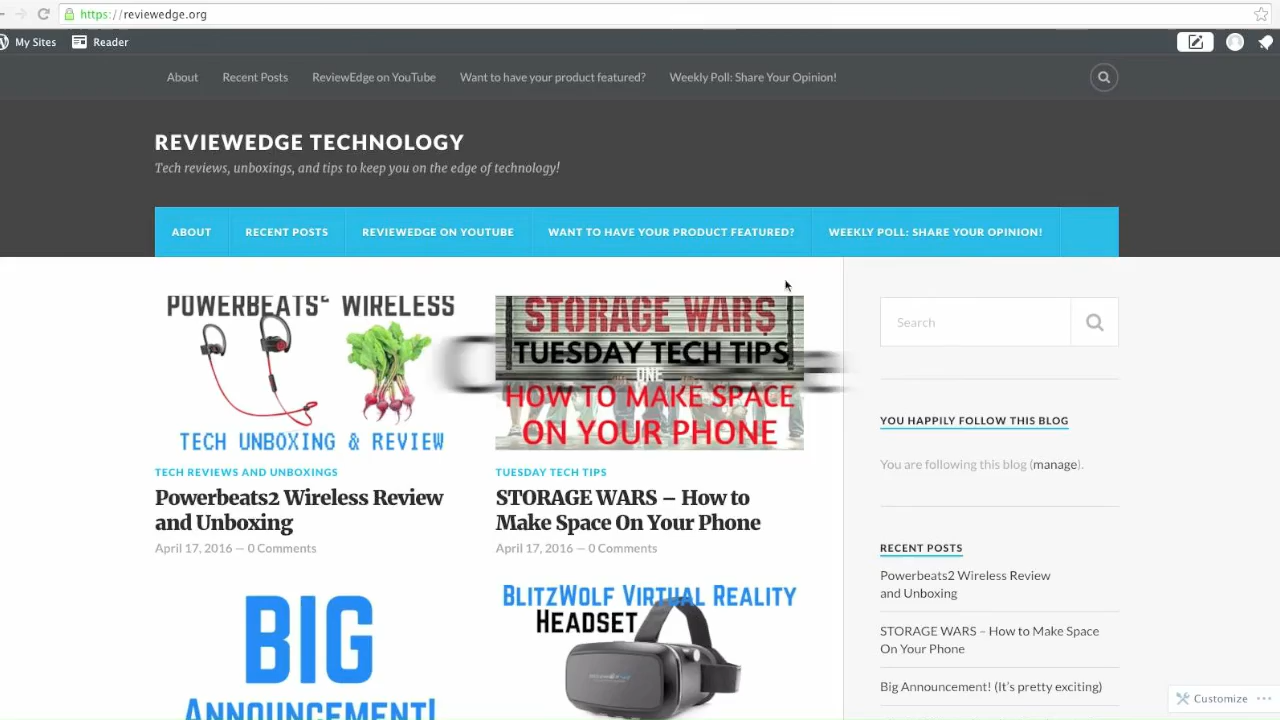 https://reviewedge.org
My Sites
Reader
About
Recent Posts
ReviewEdge on YouTube
Want to have your product featured?
Weekly Poll: Share Your Opinion!
REVIEWEDGE TECHNOLOGY
Tech reviews, unboxings, and tips to keep you on the edge of technology!
ABOUT
RECENT POSTS
REVIEWEDGE ON YOUTUBE
WANT TO HAVE YOUR PRODUCT FEATURED?
WEEKLY POLL: SHARE YOUR OPINION!
POWERBEATS² WIRELESS
TECH UNBOXING & REVIEW
TECH REVIEWS AND UNBOXINGS
Powerbeats2 Wireless Review
and Unboxing
April 17, 2016 — 0 Comments
STORAGE WARS
TUESDAY TECH TIPS
ONE
HOW TO MAKE SPACE
ON YOUR PHONE
TUESDAY TECH TIPS
STORAGE WARS – How to
Make Space On Your Phone
April 17, 2016 — 0 Comments
BIG
ANNOUNCEMENT!
BLITZWOLF VIRTUAL REALITY
HEADSET
Search
YOU HAPPILY FOLLOW THIS BLOG
You are following this blog (manage).
RECENT POSTS
Powerbeats2 Wireless Review
and Unboxing
STORAGE WARS – How to Make Space
On Your Phone
Big Announcement! (It's pretty exciting)
Customize